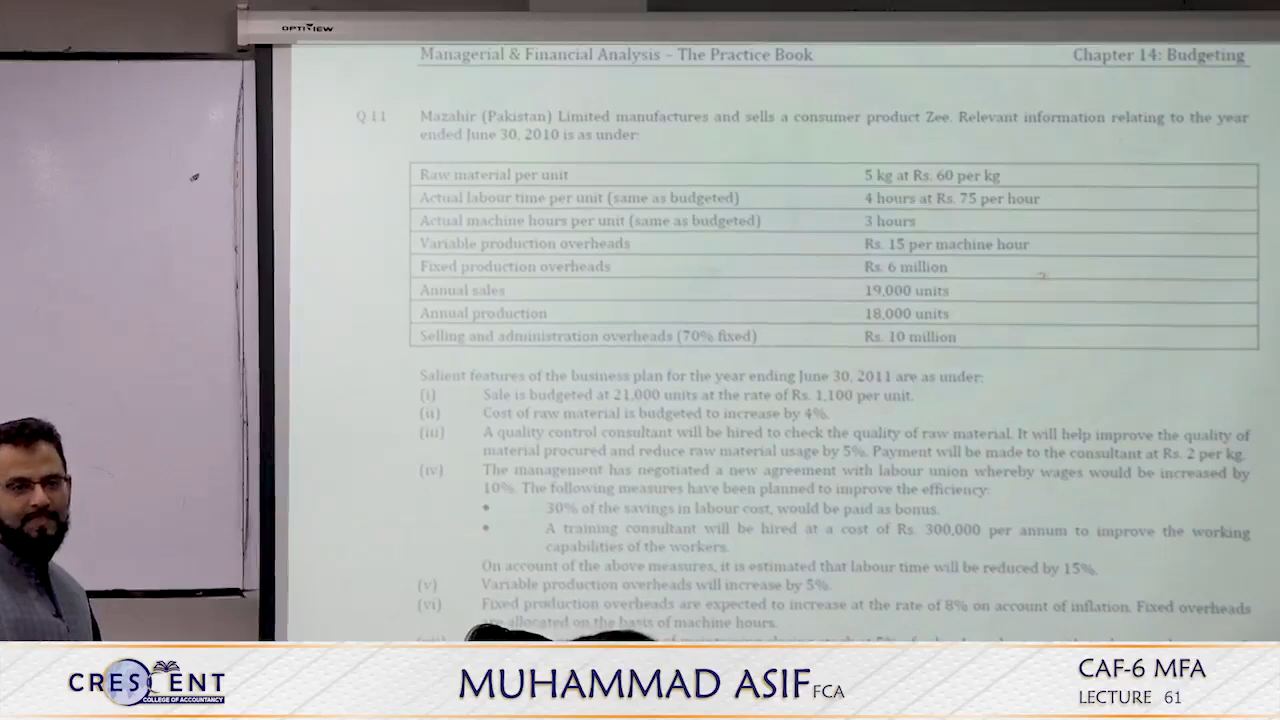 OPTIVIEW
Managerial & Financial Analysis – The Practice Book Chapter 14: Budgeting
Q 11 Mazahir (Pakistan) Limited manufactures and sells a consumer product Zee. Relevant information relating to the year
ended June 30, 2010 is as under:
Raw material per unit 5 kg at Rs. 60 per kg
Actual labour time per unit (same as budgeted) 4 hours at Rs. 75 per hour
Actual machine hours per unit (same as budgeted) 3 hours
Variable production overheads Rs. 15 per machine hour
Fixed production overheads Rs. 6 million
Annual sales 19,000 units
Annual production 18,000 units
Selling and administration overheads (70% fixed) Rs. 10 million
Salient features of the business plan for the year ending June 30, 2011 are as under:
(i) Sale is budgeted at 21,000 units at the rate of Rs. 1,100 per unit.
(ii) Cost of raw material is budgeted to increase by 4%.
(iii) A quality control consultant will be hired to check the quality of raw material. It will help improve the quality of
material procured and reduce raw material usage by 5%. Payment will be made to the consultant at Rs. 2 per kg.
(iv) The management has negotiated a new agreement with labour union whereby wages would be increased by
10%. The following measures have been planned to improve the efficiency:
• 30% of the savings in labour cost, would be paid as bonus.
• A training consultant will be hired at a cost of Rs. 300,000 per annum to improve the working
capabilities of the workers.
On account of the above measures, it is estimated that labour time will be reduced by 15%.
(v) Variable production overheads will increase by 5%.
(vi) Fixed production overheads are expected to increase at the rate of 8% on account of inflation. Fixed overheads
are allocated on the basis of machine hours.
CRESCENT
COLLEGE OF ACCOUNTANCY
MUHAMMAD ASIF FCA
CAF-6 MFA
LECTURE 61